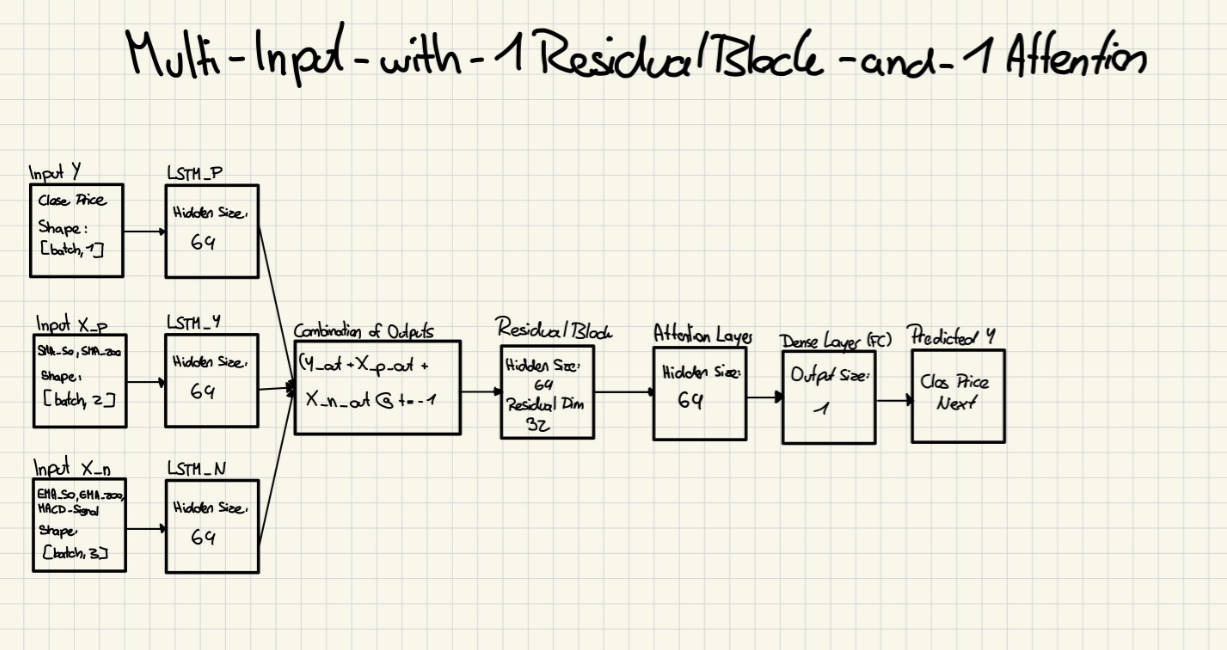 Multi-Input-with-1 Residual Block-and-1 Attention
Input Y
Close Price
Shape:
[batch, 1]
LSTM_P
Hidden Size:
64
Input X_p
SMA_50, SMA_200
Shape:
[batch, 2]
LSTM_Y
Hidden Size:
64
Input X_n
EMA_50, EMA_200,
MACD-Signal
Shape:
[batch, 3]
LSTM_N
Hidden Size:
64
Combination of Outputs
(Y_out + X_p_out +
X_n_out @ t=-1
Residual Block
Hidden Size:
64
Residual Dim
32
Attention Layer
Hidden Size:
64
Dense Layer (FC)
Output Size:
1
Predicted Y
Clos Price
Next